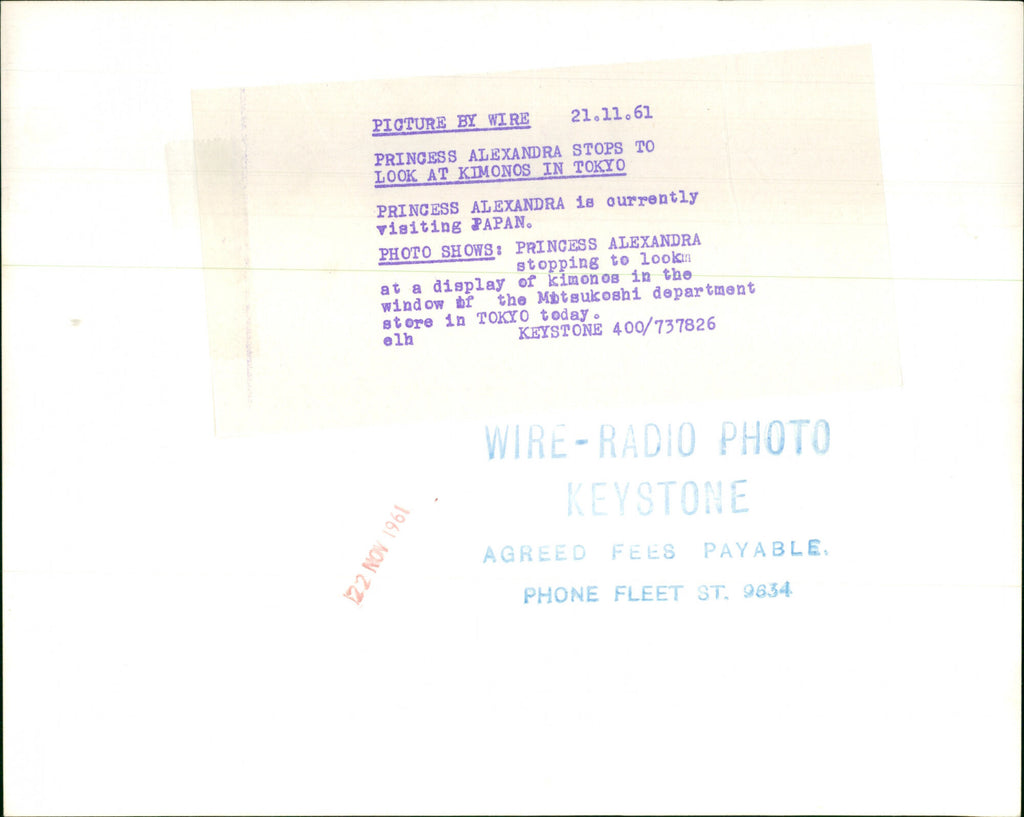 PICTURE BY WIRE 21.11.61
PRINCESS ALEXANDRA STOPS TO
LOOK AT KIMONOS IN TOKYO
PRINCESS ALEXANDRA is currently
visiting JAPAN.
PHOTO SHOWS: PRINCESS ALEXANDRA
stopping to look
at a display of kimonos in the
window of the Mitsukoshi department
store in TOKYO today.
elh KEYSTONE 400/737826
WIRE-RADIO PHOTO
KEYSTONE
AGREED FEES PAYABLE.
PHONE FLEET ST. 9634
22 NOV 1961